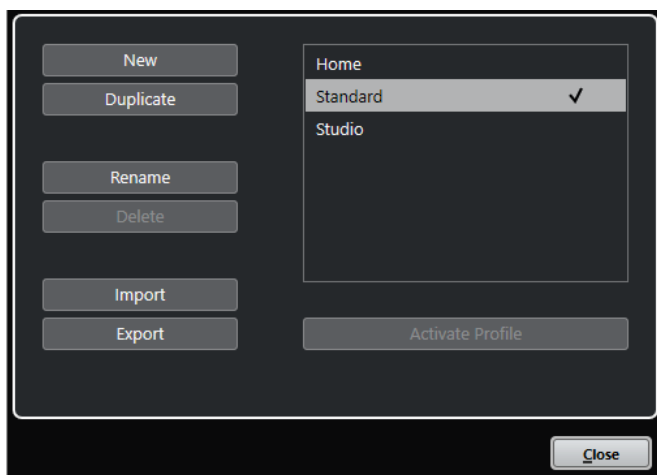 New
Duplicate
Rename
Delete
Import
Export
Home
Standard
Studio
Activate Profile
Close